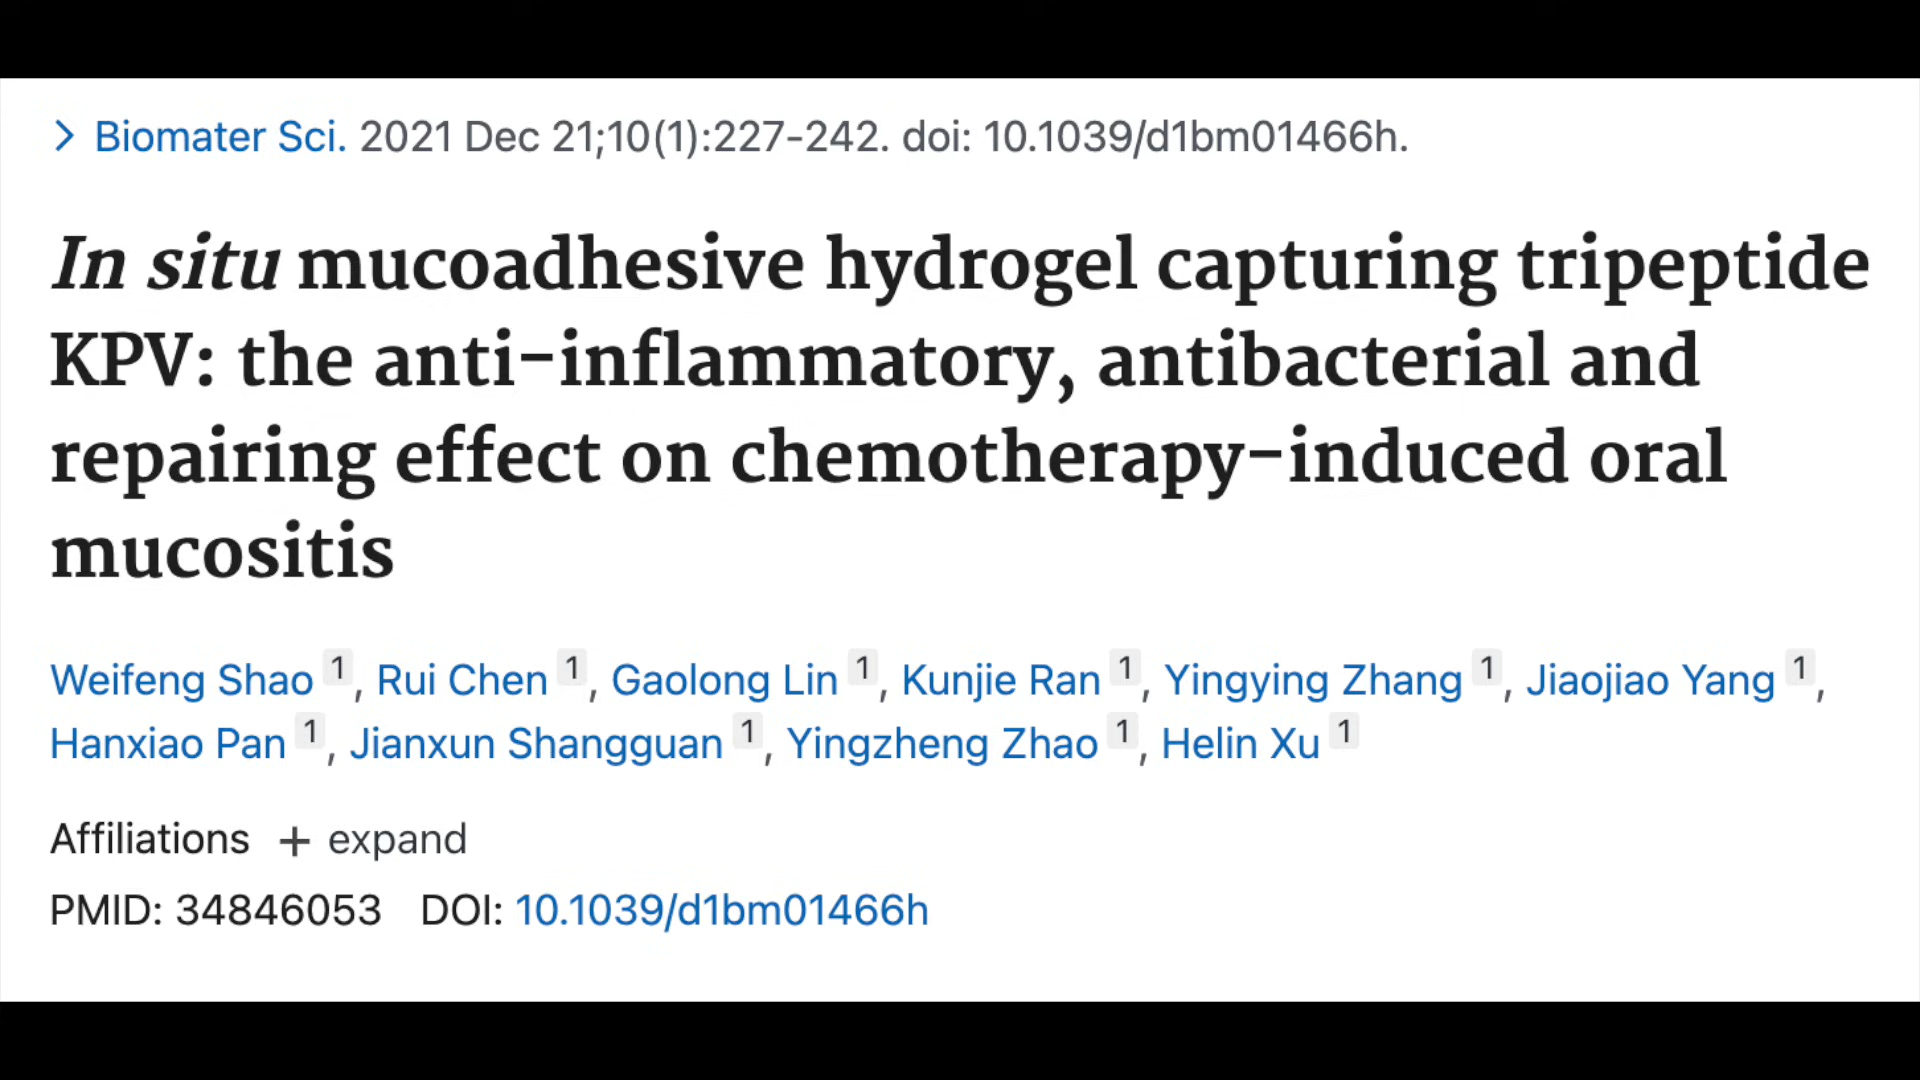 > Biomater Sci. 2021 Dec 21;10(1):227-242. doi: 10.1039/d1bm01466h.
In situ mucoadhesive hydrogel capturing tripeptide
KPV: the anti-inflammatory, antibacterial and
repairing effect on chemotherapy-induced oral
mucositis
Weifeng Shao 1, Rui Chen 1, Gaolong Lin 1, Kunjie Ran 1, Yingying Zhang 1, Jiaojiao Yang 1,
Hanxiao Pan 1, Jianxun Shangguan 1, Yingzheng Zhao 1, Helin Xu 1
Affiliations + expand
PMID: 34846053 DOI: 10.1039/d1bm01466h